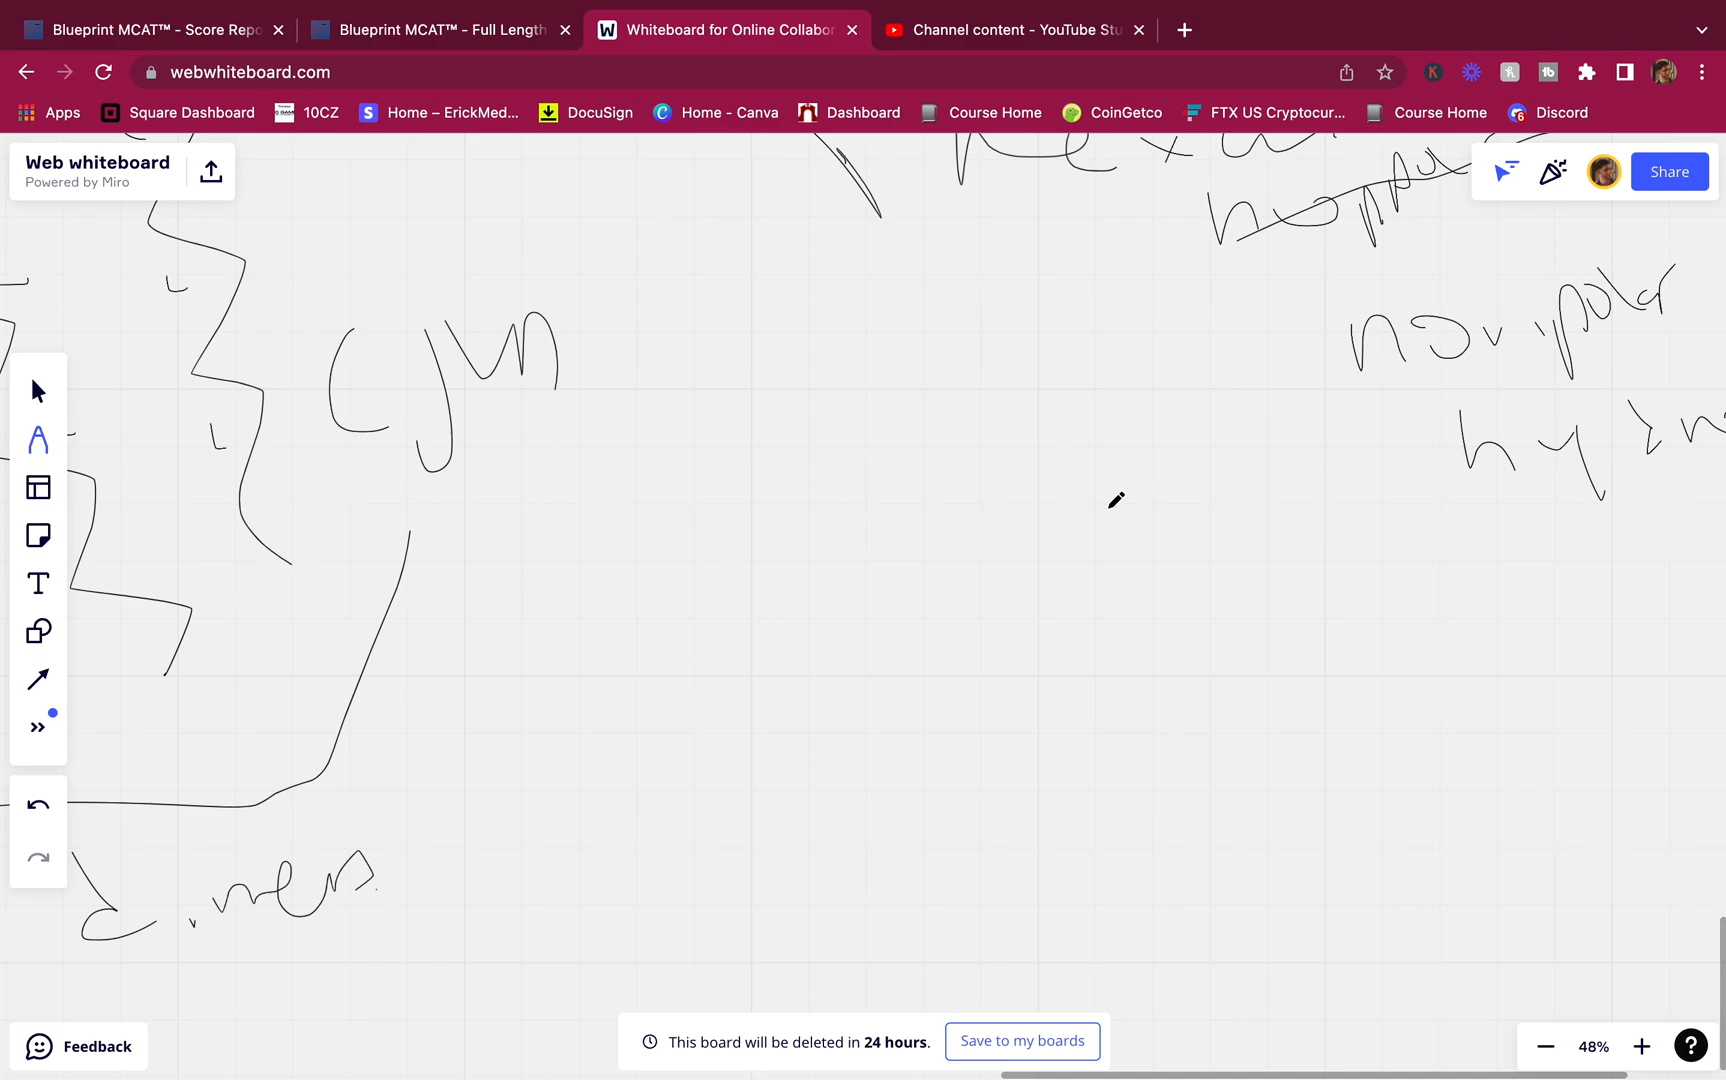 Blueprint MCAT™ - Score Repo
Blueprint MCAT™ - Full Length
Whiteboard for Online Collabor
Channel content - YouTube Stu
webwhiteboard.com
Apps
Square Dashboard
10CZ
Home – ErickMed...
DocuSign
Home - Canva
Dashboard
Course Home
CoinGetco
FTX US Cryptocur...
Course Home
Discord
Web whiteboard
Powered by Miro
Share
non polar
dimers
Feedback
This board will be deleted in 24 hours.
Save to my boards
48%